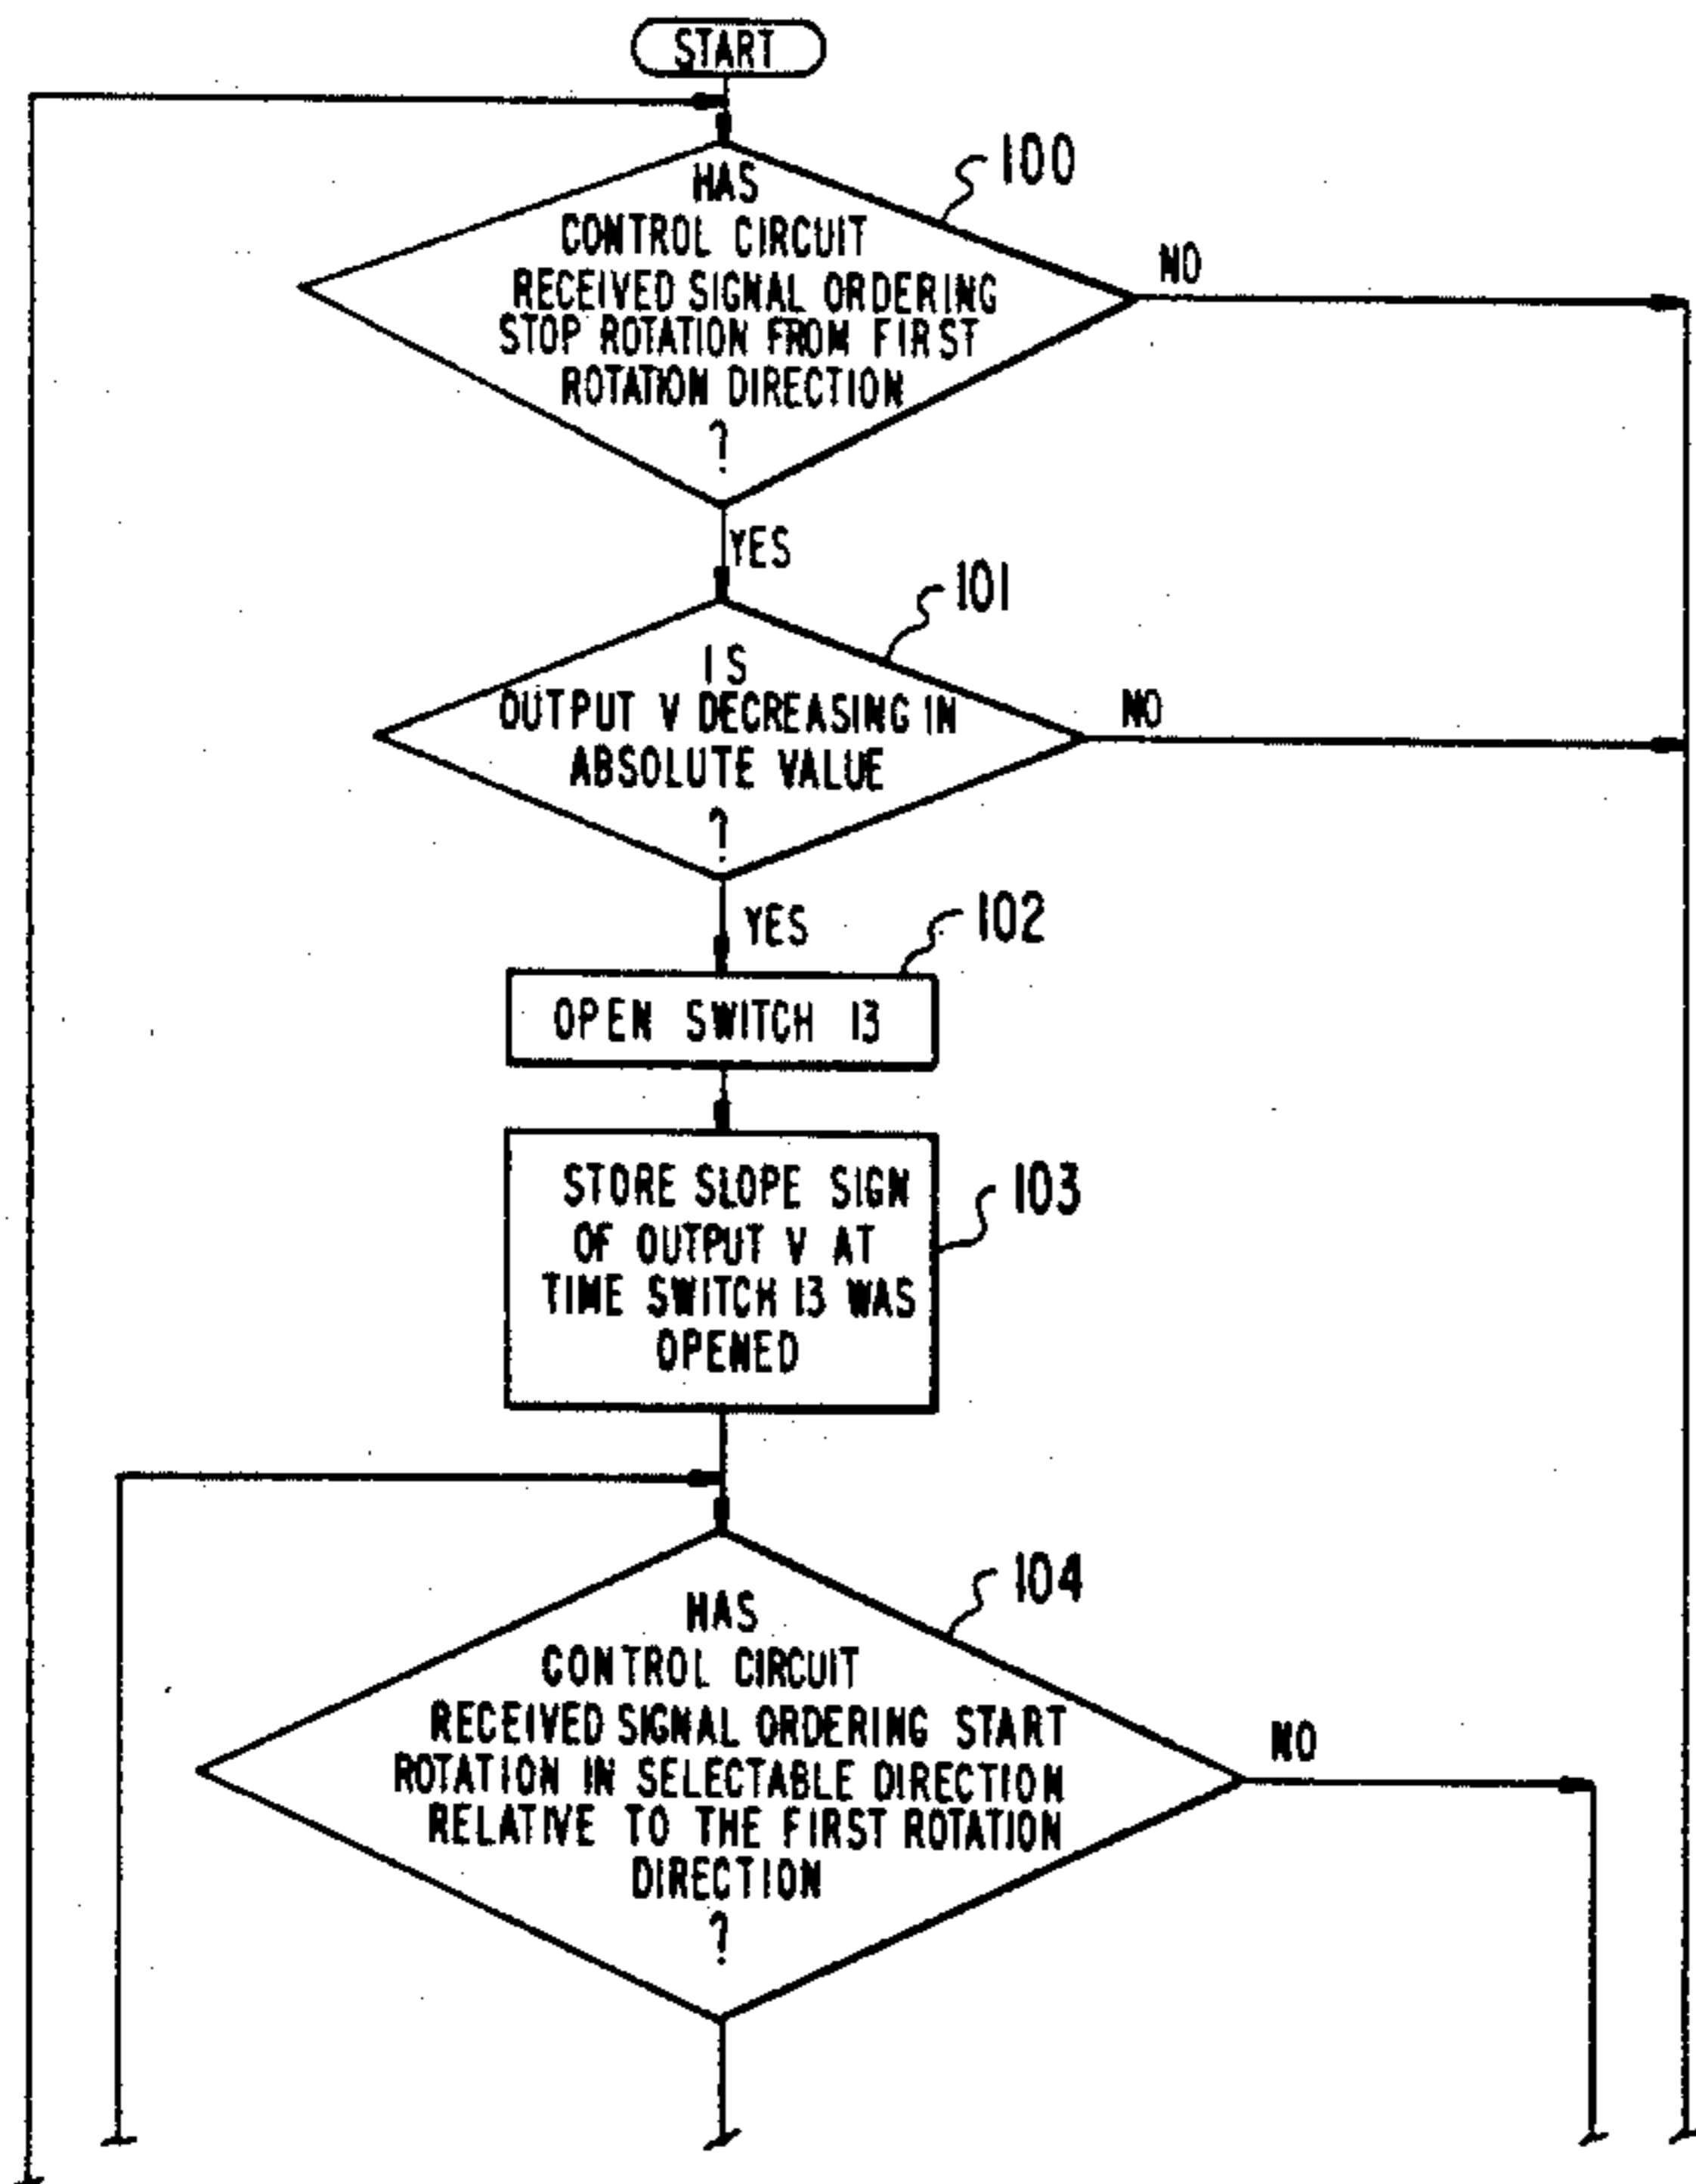 START
100
HAS
CONTROL CIRCUIT
RECEIVED SIGNAL ORDERING
STOP ROTATION FROM FIRST
ROTATION DIRECTION
?
NO
YES
101
IS
OUTPUT V DECREASING IN
ABSOLUTE VALUE
?
NO
YES
102
OPEN SWITCH 13
103
STORE SLOPE SIGN
OF OUTPUT V AT
TIME SWITCH 13 WAS
OPENED
104
HAS
CONTROL CIRCUIT
RECEIVED SIGNAL ORDERING START
ROTATION IN SELECTABLE DIRECTION
RELATIVE TO THE FIRST ROTATION
DIRECTION
?
NO